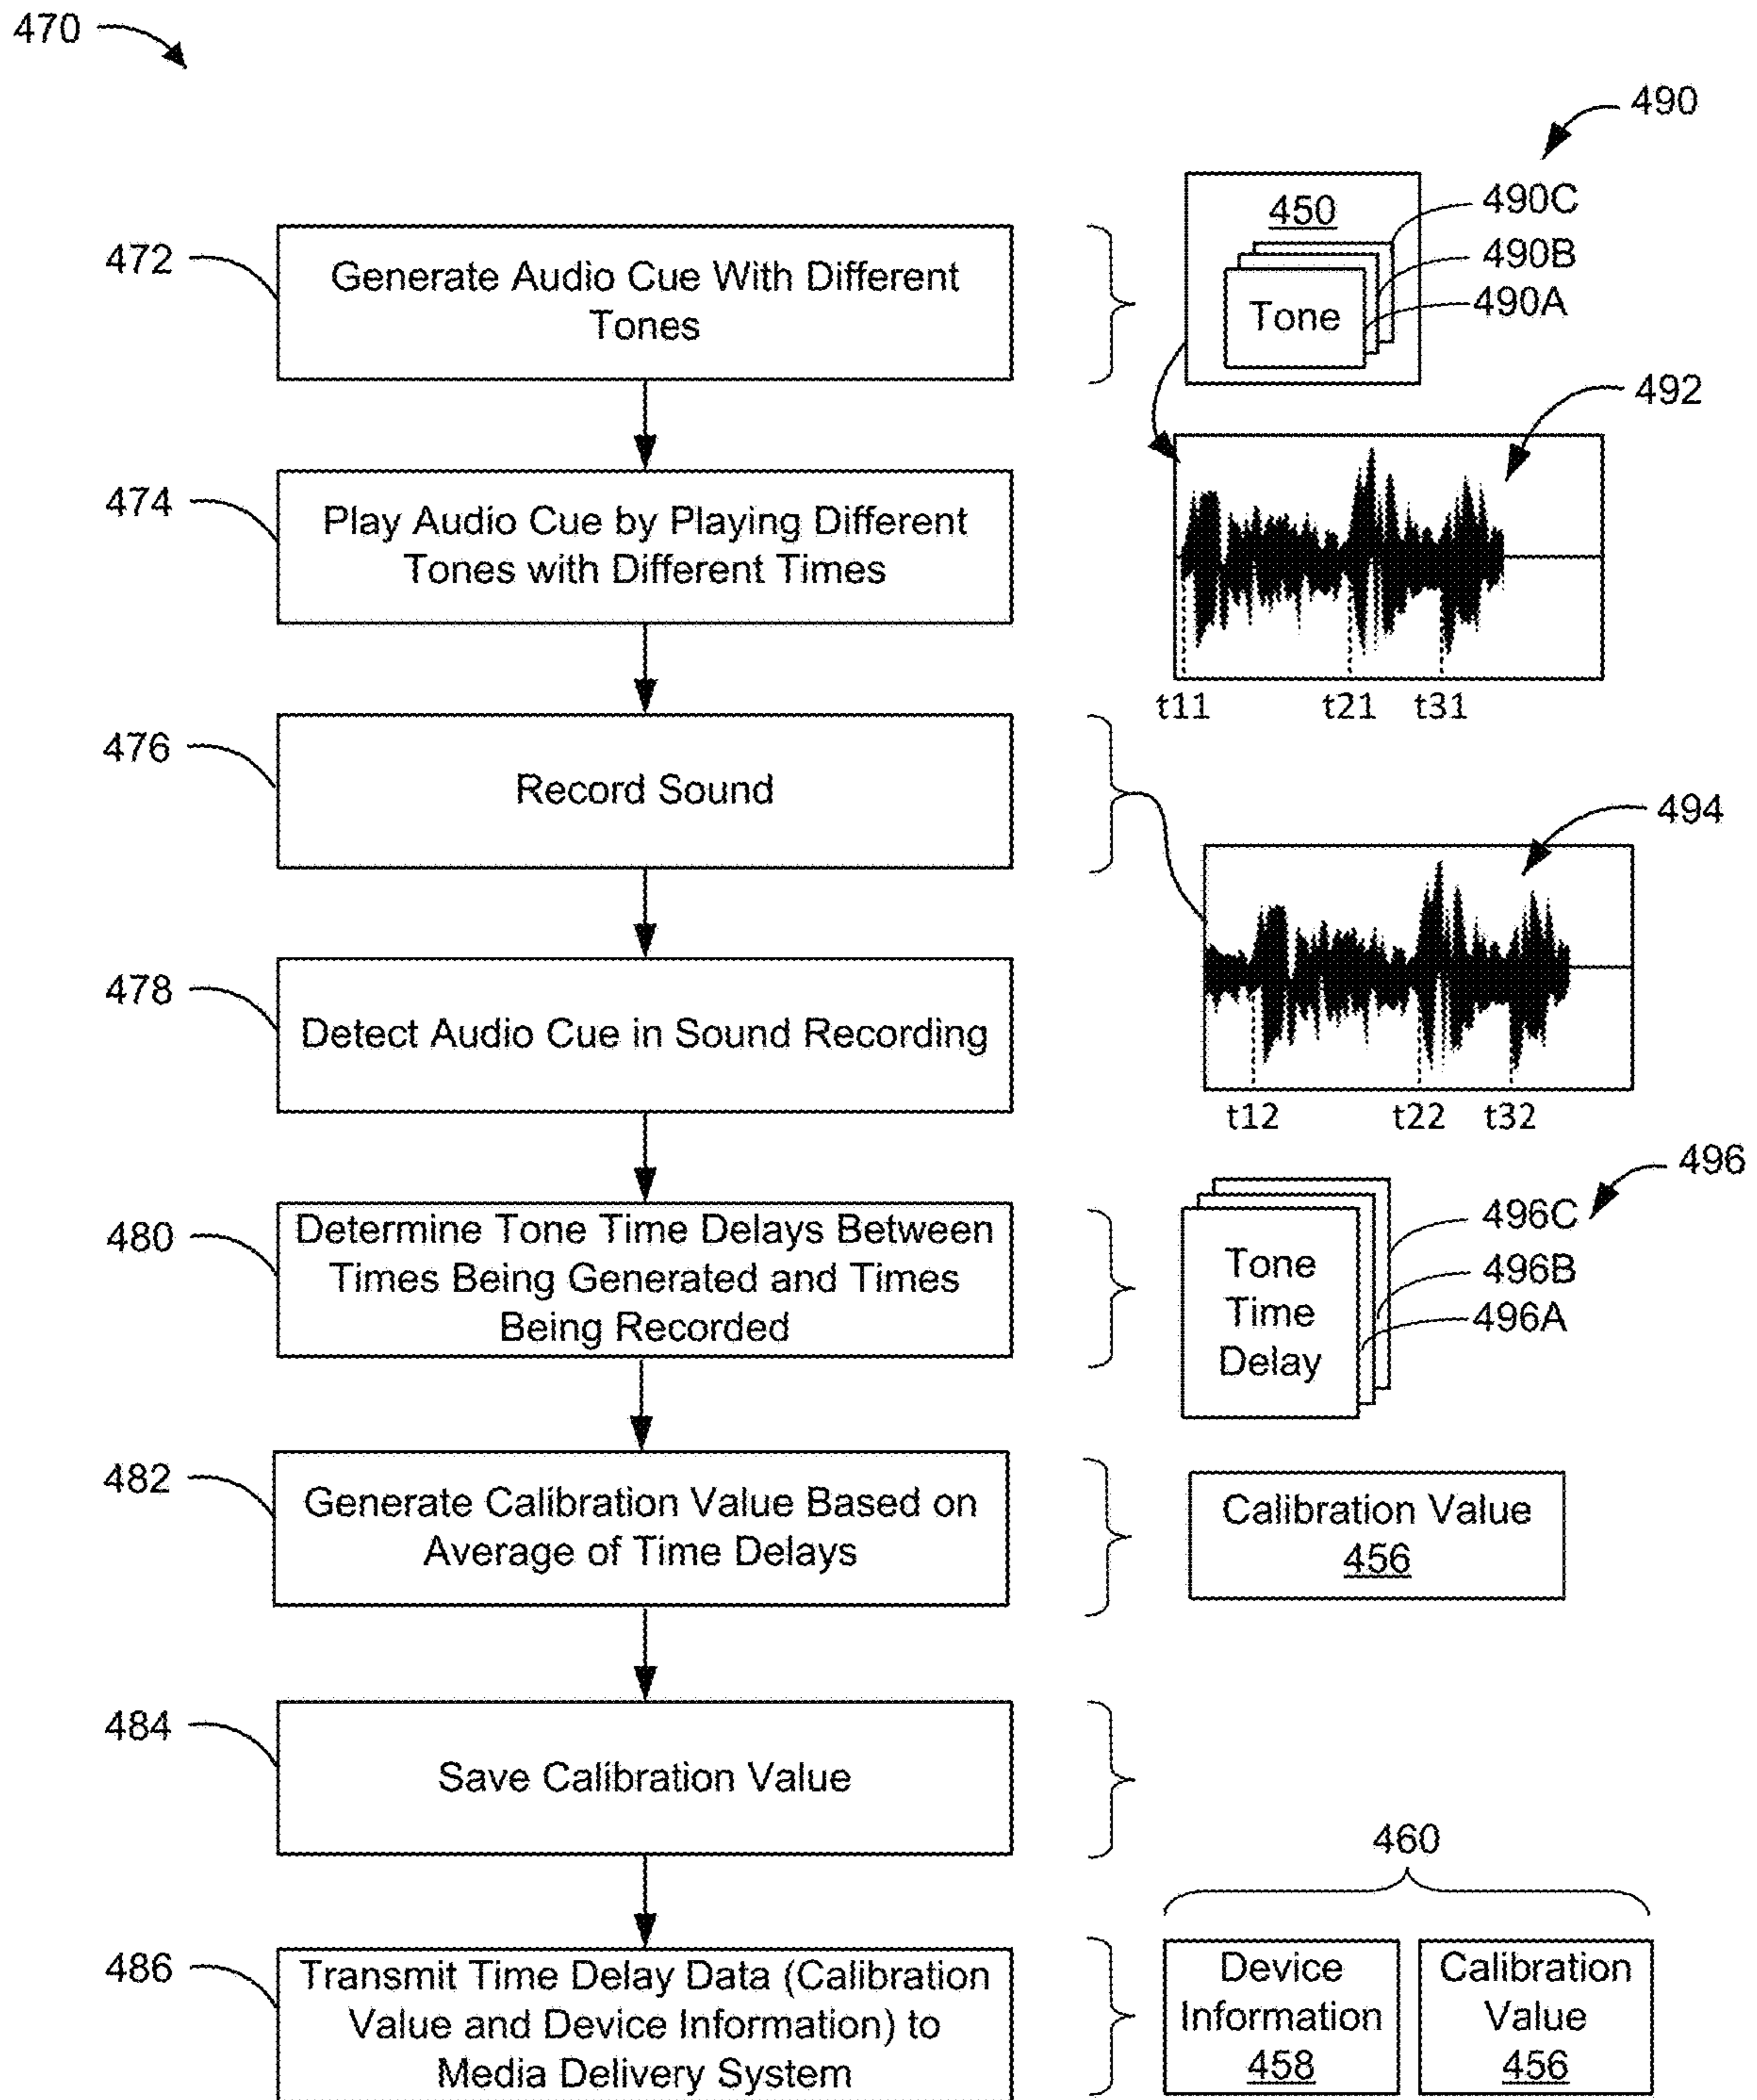 470
490
450
490C
490B
490A
Tone
472
Generate Audio Cue With Different
Tones
492
474
Play Audio Cue by Playing Different
Tones with Different Times
t11 t21 t31
476
Record Sound
494
478
Detect Audio Cue in Sound Recording
t12 t22 t32
496
480
Determine Tone Time Delays Between
Times Being Generated and Times
Being Recorded
Tone
Time
Delay
496C
496B
496A
482
Generate Calibration Value Based on
Average of Time Delays
Calibration Value
456
484
Save Calibration Value
460
486
Transmit Time Delay Data (Calibration
Value and Device Information) to
Media Delivery System
Device
Information
458
Calibration
Value
456